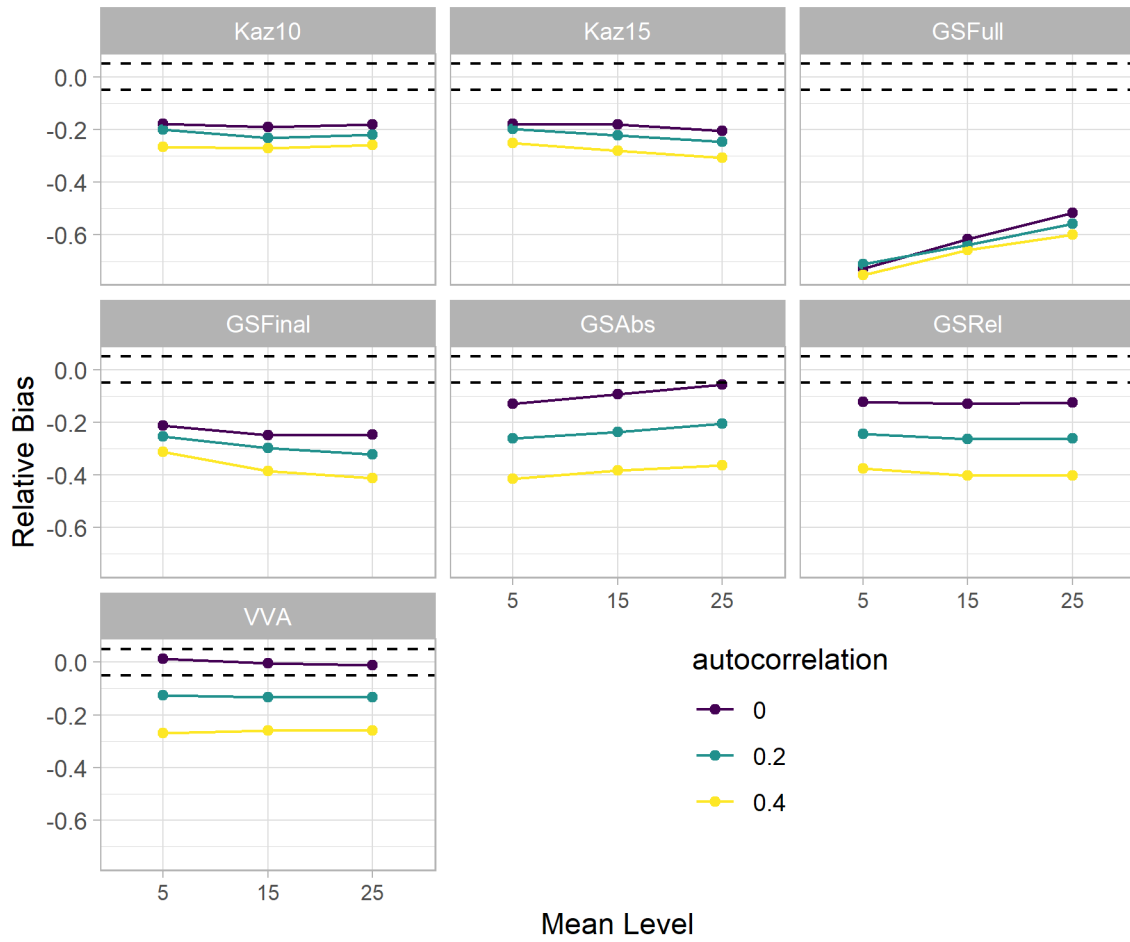 Kaz10 Kaz15 GSFull
0.0
-0.2
-0.4
-0.6
GSFinal GSAbs GSRel
0.0
-0.2
-0.4
-0.6
5 15 25 5 15 25
VVA
0.0
-0.2
-0.4
-0.6
5 15 25
Relative Bias
Mean Level
autocorrelation
0
0.2
0.4